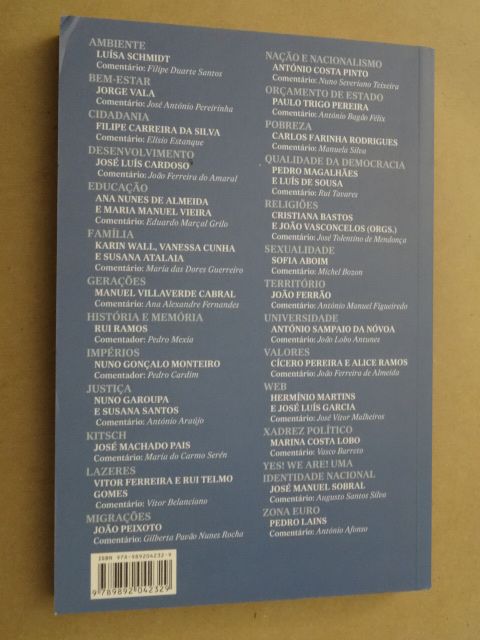 AMBIENTE
LUÍSA SCHMIDT
Comentário: Filipe Duarte Santos
BEM-ESTAR
JORGE VALA
Comentário: José António Pereirinha
CIDADANIA
FILIPE CARREIRA DA SILVA
Comentário: Elísio Estanque
DESENVOLVIMENTO
JOSÉ LUÍS CARDOSO
Comentário: João Ferreira do Amaral
EDUCAÇÃO
ANA NUNES DE ALMEIDA
E MARIA MANUEL VIEIRA
Comentário: Eduardo Marçal Grilo
FAMÍLIA
KARIN WALL, VANESSA CUNHA
E SUSANA ATALAIA
Comentário: Maria das Dores Guerreiro
GERAÇÕES
MANUEL VILLAVERDE CABRAL
Comentário: Ana Alexandre Fernandes
HISTÓRIA E MEMÓRIA
RUI RAMOS
Comentador: Pedro Mexia
IMPÉRIOS
NUNO GONÇALO MONTEIRO
Comentador: Pedro Cardim
JUSTIÇA
NUNO GAROUPA
E SUSANA SANTOS
Comentário: António Araújo
KITSCH
JOSÉ MACHADO PAIS
Comentário: Maria do Carmo Serén
LAZERES
VITOR FERREIRA E RUI TELMO
GOMES
Comentário: Vítor Belanciano
MIGRAÇÕES
JOÃO PEIXOTO
Comentário: Gilberta Pavão Nunes Rocha
NAÇÃO E NACIONALISMO
ANTÓNIO COSTA PINTO
Comentário: Nuno Severiano Teixeira
ORÇAMENTO DE ESTADO
PAULO TRIGO PEREIRA
Comentário: António Bagão Félix
POBREZA
CARLOS FARINHA RODRIGUES
Comentário: Manuela Silva
QUALIDADE DA DEMOCRACIA
PEDRO MAGALHÃES
E LUÍS DE SOUSA
Comentário: Rui Tavares
RELIGIÕES
CRISTIANA BASTOS
E JOÃO VASCONCELOS (ORGS.)
Comentário: José Tolentino de Mendonça
SEXUALIDADE
SOFIA ABOIM
Comentário: Michel Bozon
TERRITÓRIO
JOÃO FERRÃO
Comentário: António Manuel Figueiredo
UNIVERSIDADE
ANTÓNIO SAMPAIO DA NÓVOA
Comentário: João Lobo Antunes
VALORES
CÍCERO PEREIRA E ALICE RAMOS
Comentário: João Ferreira de Almeida
WEB
HERMÍNIO MARTINS
E JOSÉ LUÍS GARCIA
Comentário: José Vítor Malheiros
XADREZ POLÍTICO
MARINA COSTA LOBO
Comentário: Vasco Barreto
YES! WE ARE! UMA
IDENTIDADE NACIONAL
JOSÉ MANUEL SOBRAL
Comentário: Augusto Santos Silva
ZONA EURO
PEDRO LAINS
Comentário: António Afonso
ISBN 978-989204232-9
9 789892 042329